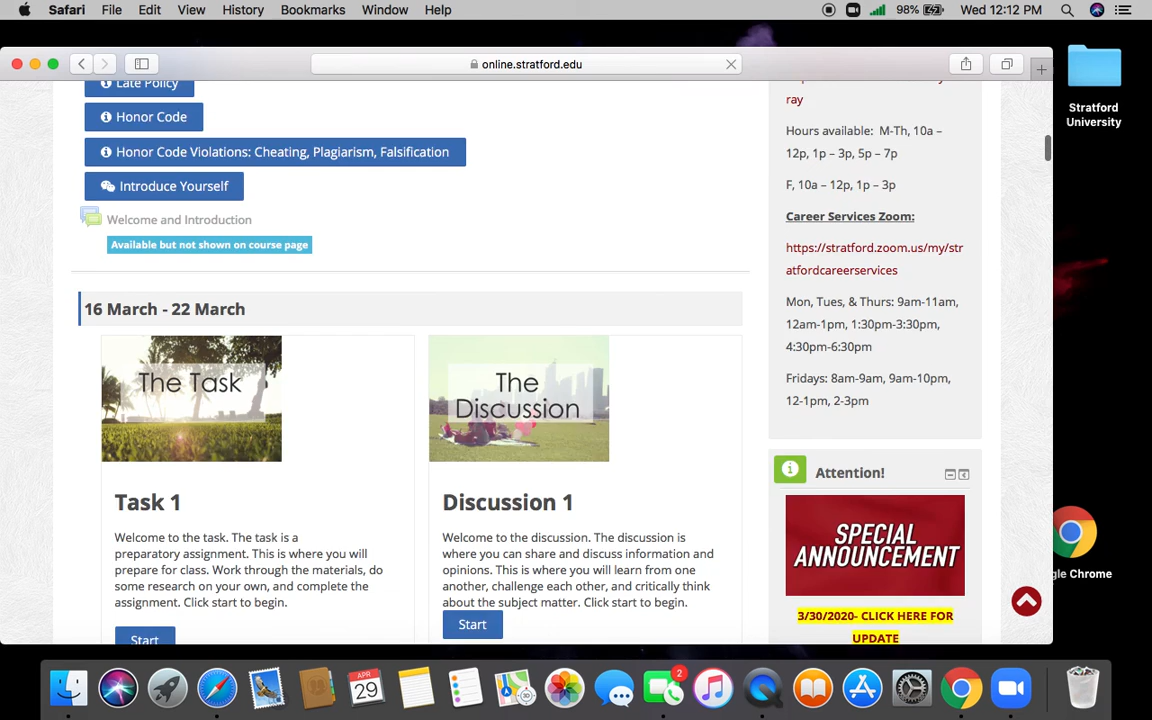 Safari File Edit View History Bookmarks Window Help 98% Wed 12:12 PM
online.stratford.edu
Late Policy
Honor Code
Honor Code Violations: Cheating, Plagiarism, Falsification
Introduce Yourself
Welcome and Introduction
Available but not shown on course page
16 March - 22 March
The Task
Task 1
Welcome to the task. The task is a
preparatory assignment. This is where you will
prepare for class. Work through the materials, do
some research on your own, and complete the
assignment. Click start to begin.
Start
The
Discussion
Discussion 1
Welcome to the discussion. The discussion is
where you can share and discuss information and
opinions. This is where you will learn from one
another, challenge each other, and critically think
about the subject matter. Click start to begin.
Start
ray
Hours available: M-Th, 10a –
12p, 1p – 3p, 5p – 7p
F, 10a – 12p, 1p – 3p
Career Services Zoom:
https://stratford.zoom.us/my/str
atfordcareerservices
Mon, Tues, & Thurs: 9am-11am,
12am-1pm, 1:30pm-3:30pm,
4:30pm-6:30pm
Fridays: 8am-9am, 9am-10pm,
12-1pm, 2-3pm
Attention!
SPECIAL
ANNOUNCEMENT
3/30/2020- CLICK HERE FOR
UPDATE
Stratford
University
gle Chrome
APR
29
2